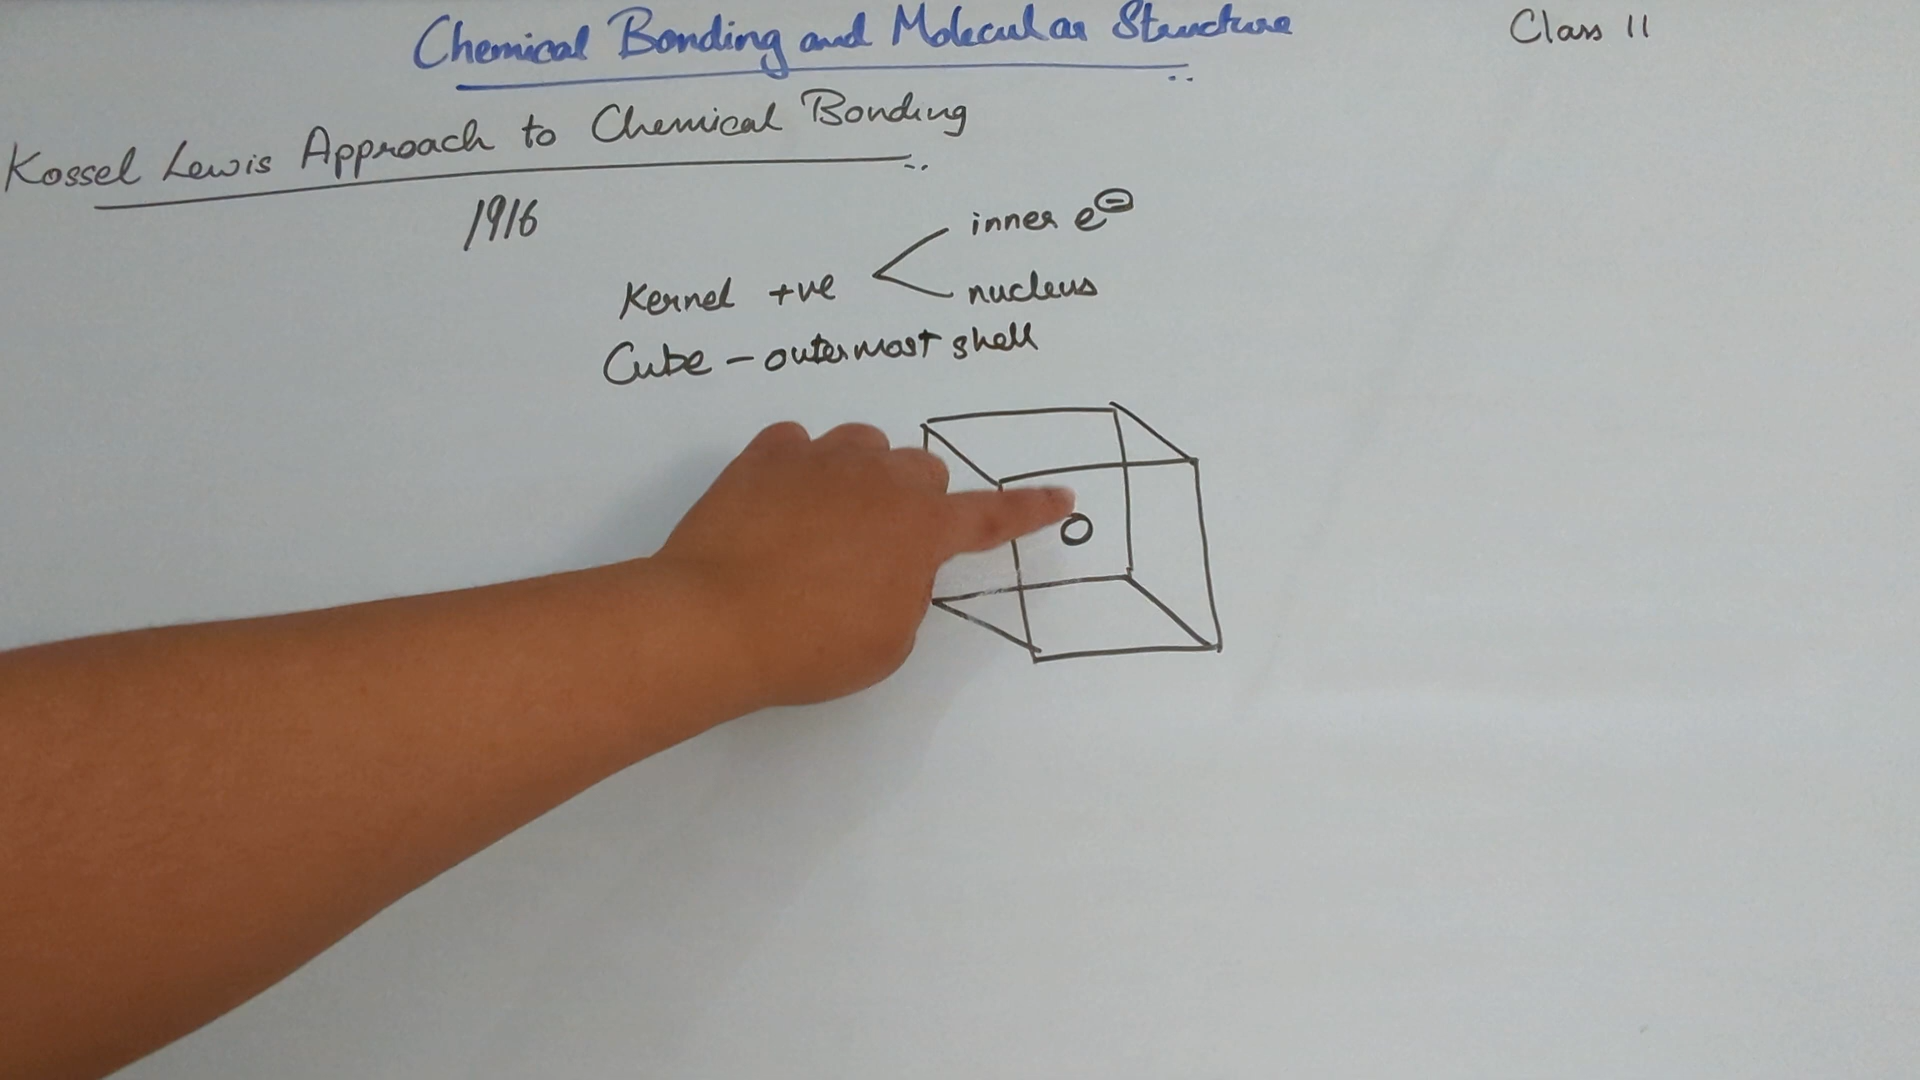 Chemical Bonding and Molecular Structure
Class 11
Kossel Lewis Approach to Chemical Bonding
1916
inner e⊖
Kernel +ve < nucleus
Cube - outermost shell